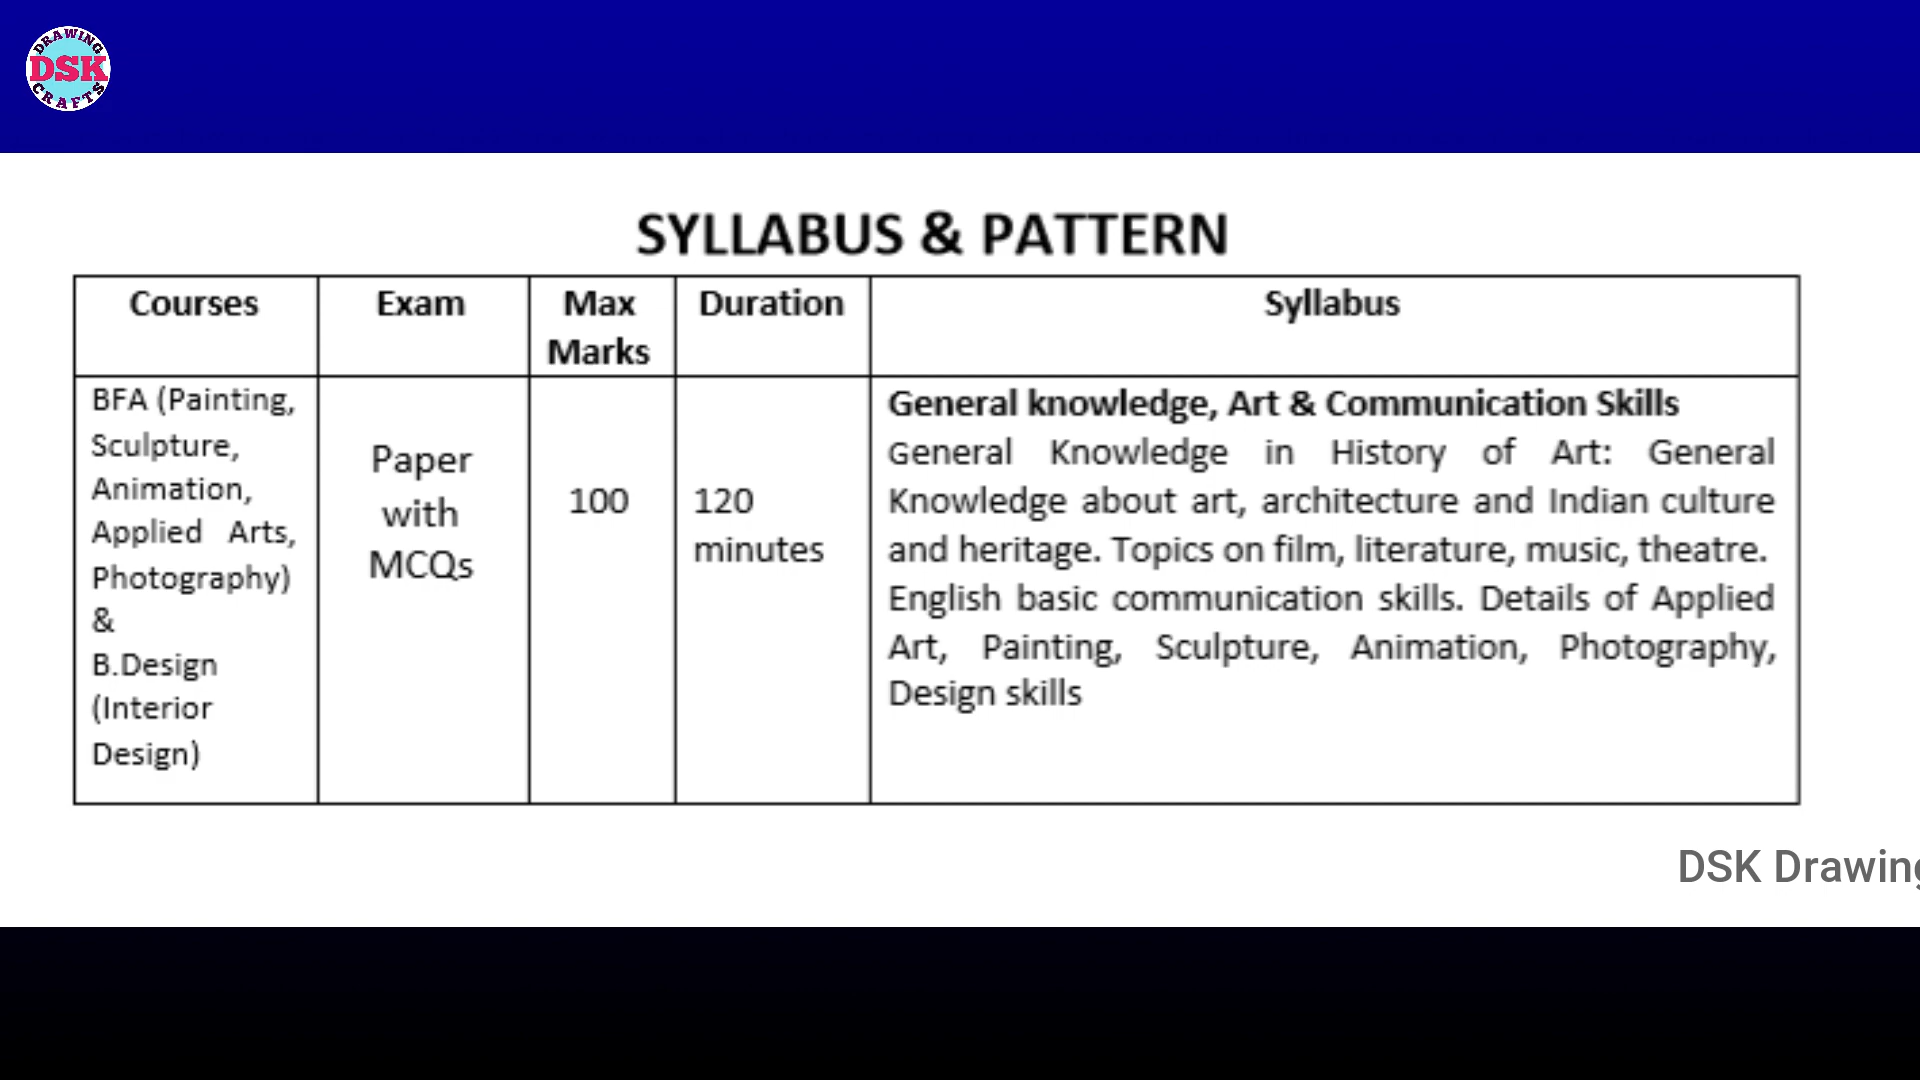 DRAWING
DSK
CRAFTS
SYLLABUS & PATTERN
Courses
Exam
Max
Marks
Duration
Syllabus
BFA (Painting,
Sculpture,
Animation,
Applied Arts,
Photography)
&
B.Design
(Interior
Design)
Paper
with
MCQs
100
120
minutes
General knowledge, Art & Communication Skills
General Knowledge in History of Art: General
Knowledge about art, architecture and Indian culture
and heritage. Topics on film, literature, music, theatre.
English basic communication skills. Details of Applied
Art, Painting, Sculpture, Animation, Photography,
Design skills
DSK Drawing